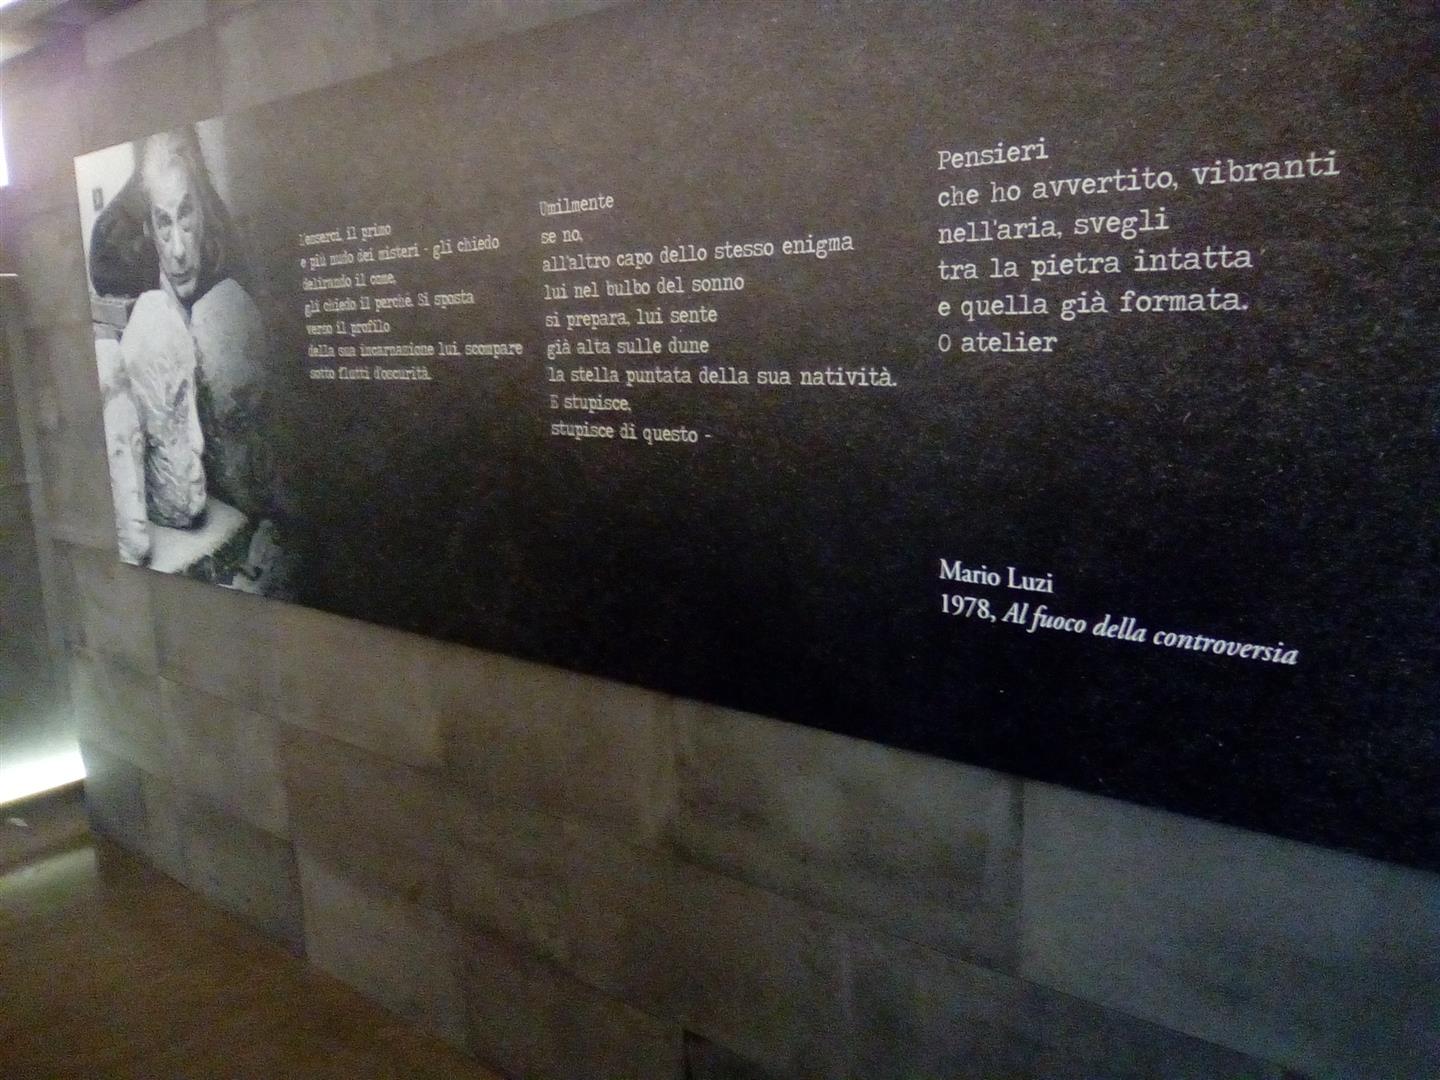 l'esserci, il primo
e più nudo dei misteri - gli chiedo
delirando il come,
gli chiedo il perché. Si sposta
verso il profilo
della sua incarnazione lui, scompare
sotto flutti d'oscurità.
Umilmente
se no,
all'altro capo dello stesso enigma
lui nel bulbo del sonno
si prepara, lui sente
già alta sulle dune
la stella puntata della sua natività.
E stupisce,
stupisce di questo -
Pensieri
che ho avvertito, vibranti
nell'aria, svegli
tra la pietra intatta
e quella già formata.
O atelier
Mario Luzi
1978, Al fuoco della controversia